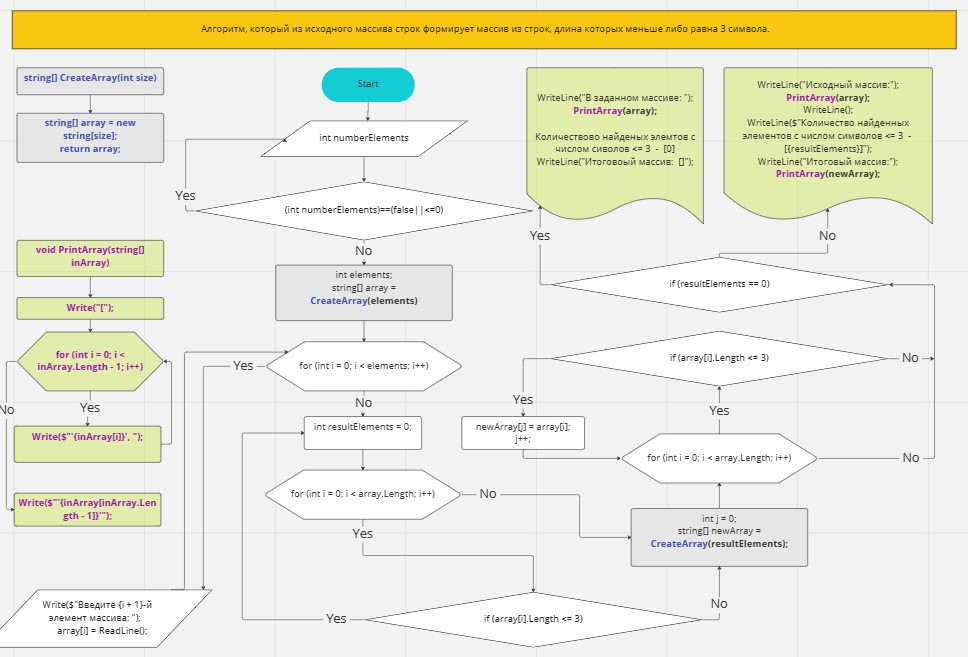 Алгоритм, который из исходного массива строк формирует массив из строк, длина которых меньше либо равна 3 символа.
string[] CreateArray(int size)
string[] array = new
string[size];
return array;
Start
int numberElements
Yes
(int numberElements)==(false||<=0)
No
int elements;
string[] array =
CreateArray(elements)
WriteLine("В заданном массиве: ");
PrintArray(array);
Количествово найденых элемтов с
числом сиволов <= 3 - [0]
WriteLine("Итоговоый массив: []");
WriteLine("Исходный массив:");
PrintArray(array);
WriteLine();
WriteLine($"Количество найденных
элементов с число символов <= 3 -
[{resultElements}]");
WriteLine("Итоговый массив:");
PrintArray(newArray);
Yes
No
if (resultElements == 0)
void PrintArray(string[]
inArray)
Write("[");
for (int i = 0; i <
inArray.Length - 1; i++)
No
Yes
Write($"'{inArray[i]}', ");
Write($"'{inArray[inArray.Len
gth - 1]}'");
Yes
for (int i = 0; i < elements; i++)
No
int resultElements = 0;
for (int i = 0; i < array.Length; i++)
No
Yes
if (array[i].Length <= 3)
No
Yes
newArray[j] = array[i];
j++;
Yes
for (int i = 0; i < array.Length; i++)
No
int j = 0;
string[] newArray =
CreateArray(resultElements);
No
Write($"Введите {i + 1}-й
элемент массива: ");
array[i] = ReadLine();
Yes
if (array[i].Length <= 3)